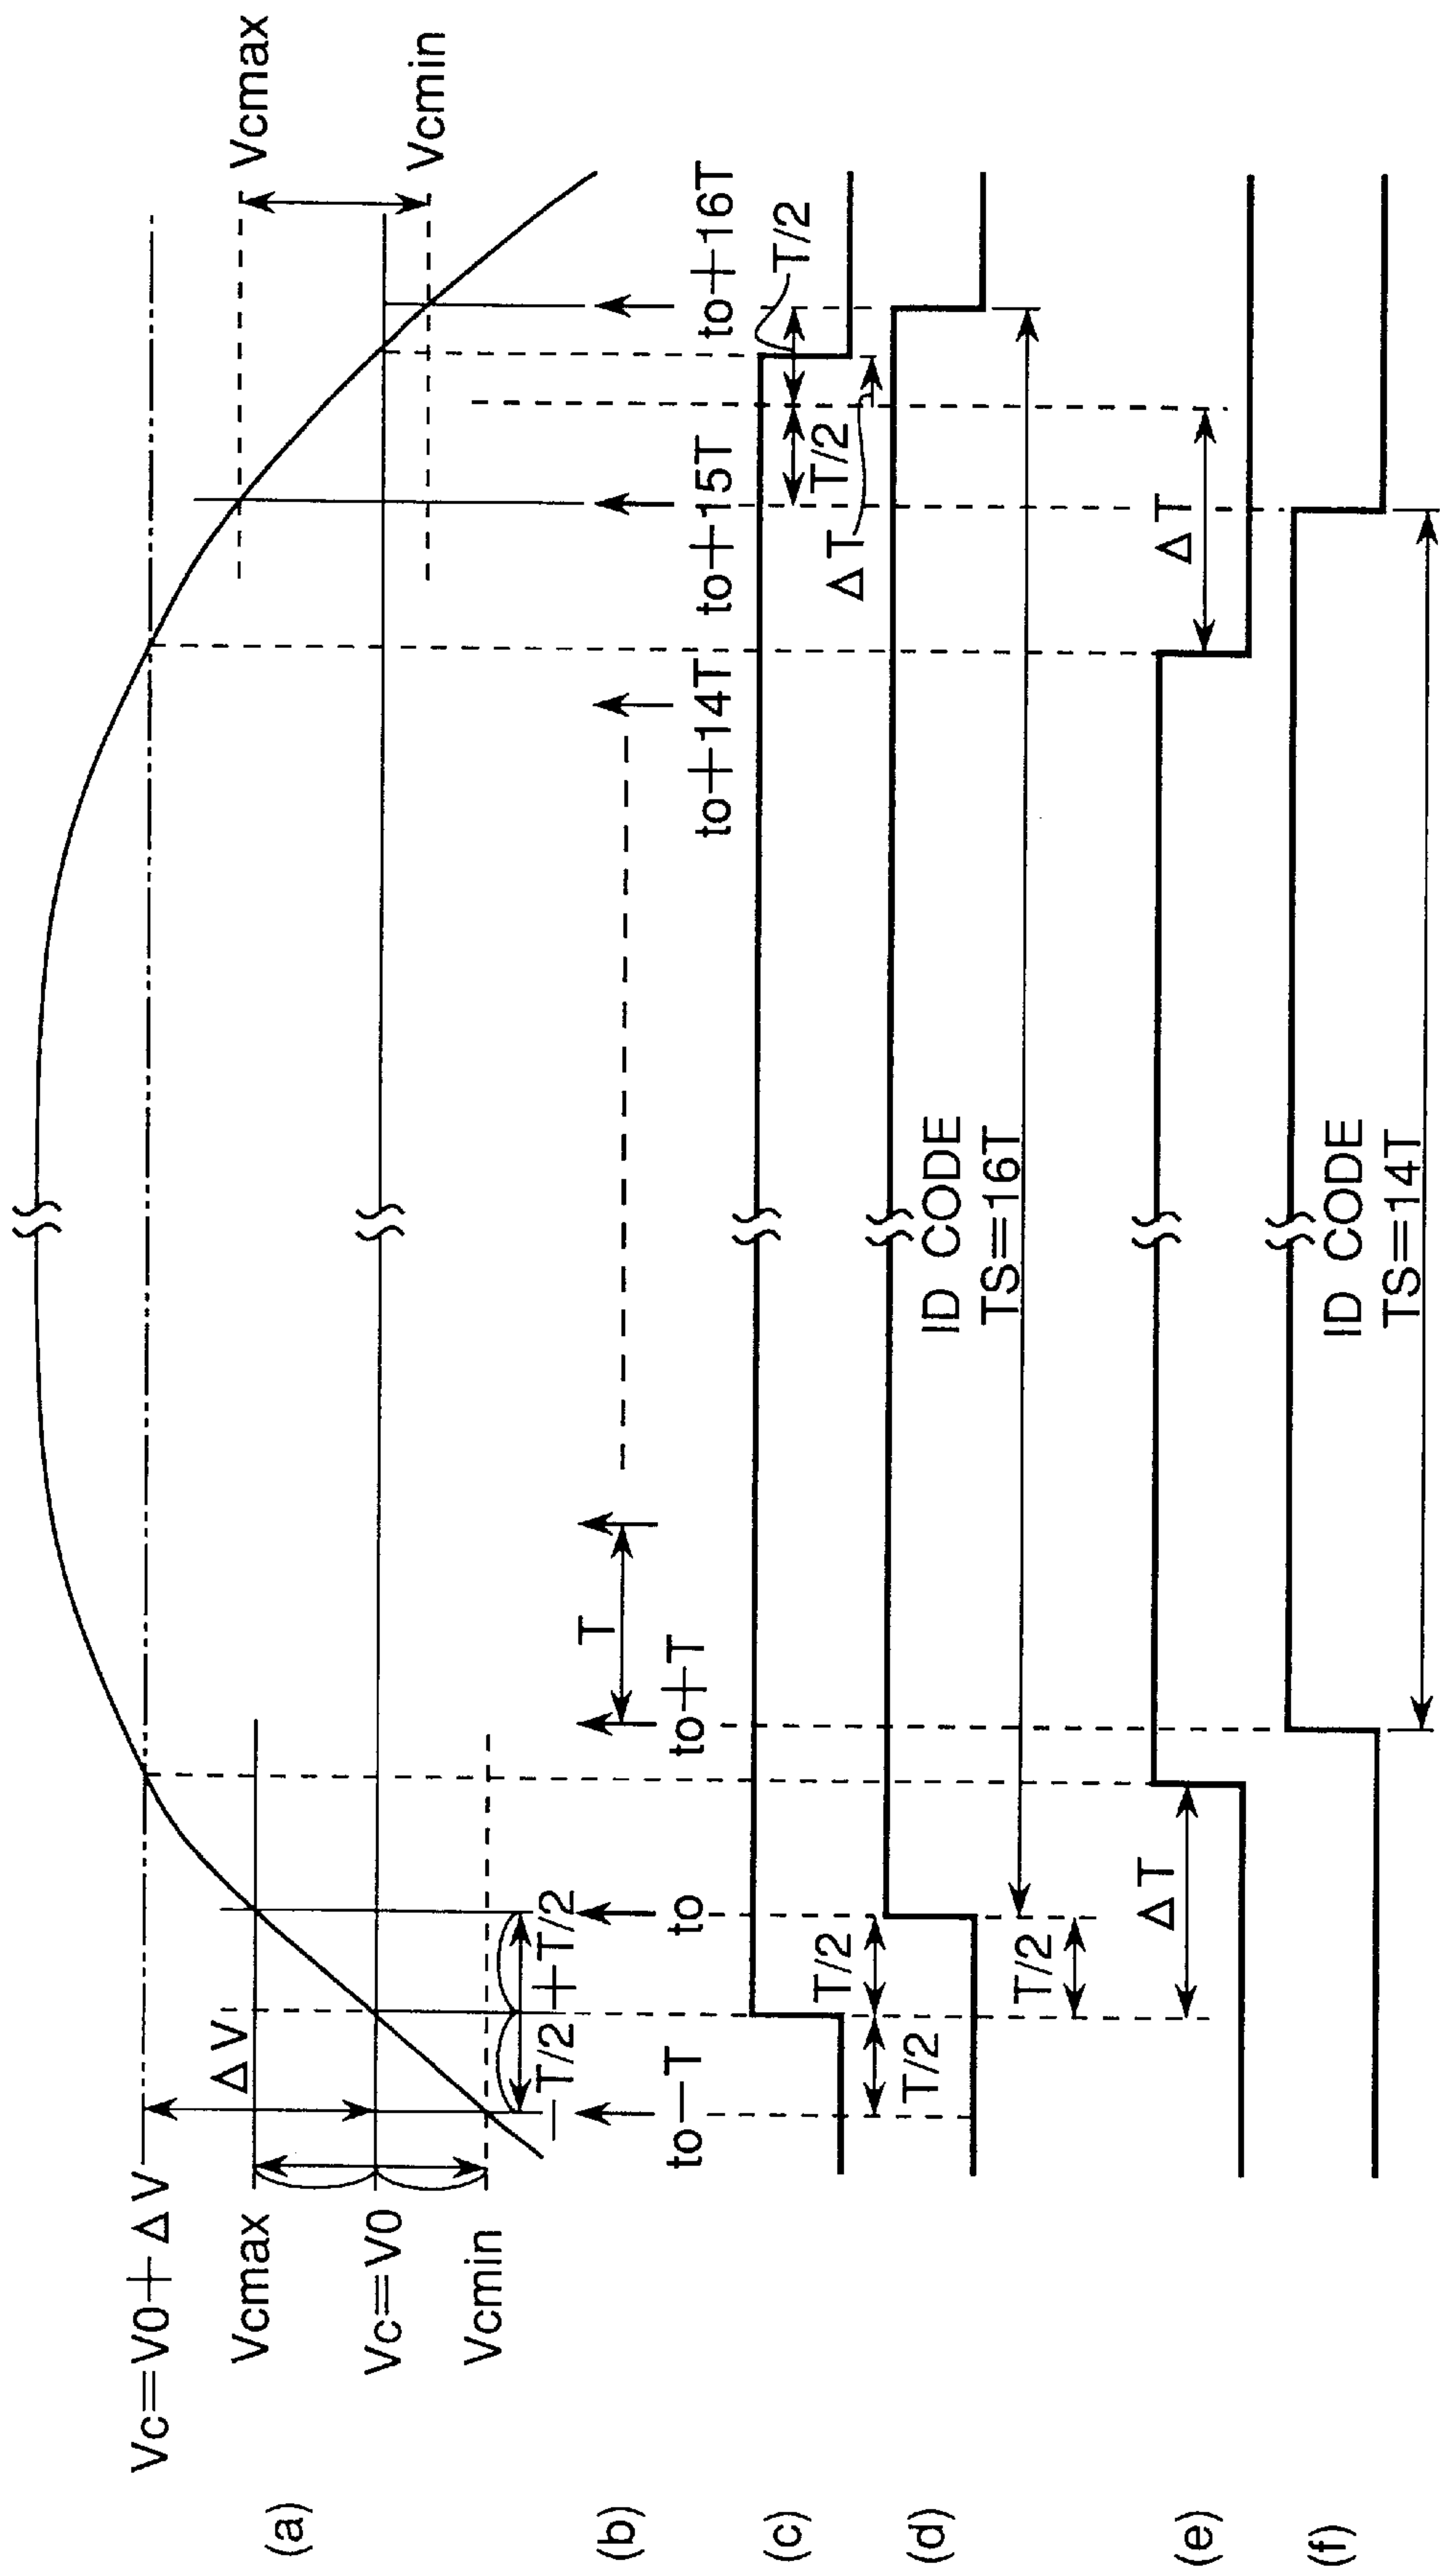 (a)
Vc=V0+ΔV
Vcmax
Vc=V0
Vcmin
ΔV
−T/2
+T/2
Vcmax
Vcmin
(b)
to−T
to
to+T
T
to+14T
to+15T
to+16T
(c)
T/2
T/2
T/2
T/2
ΔT
(d)
T/2
ID CODE
TS=16T
(e)
ΔT
ΔT
(f)
ID CODE
TS=14T